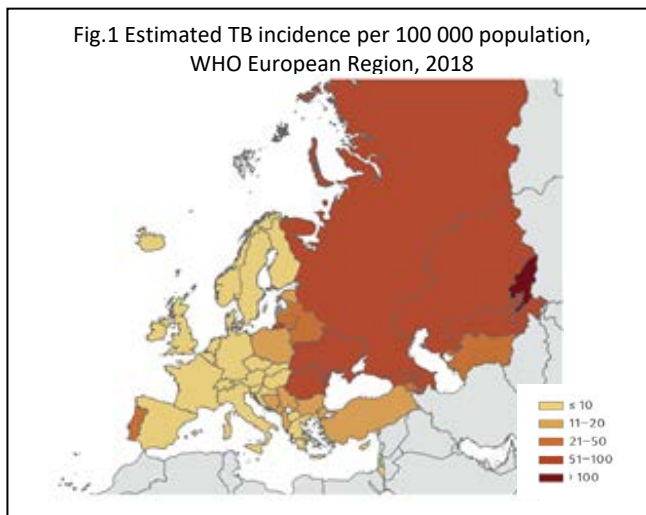 Fig.1 Estimated TB incidence per 100 000 population,
WHO European Region, 2018
≤ 10
11–20
21–50
51–100
> 100